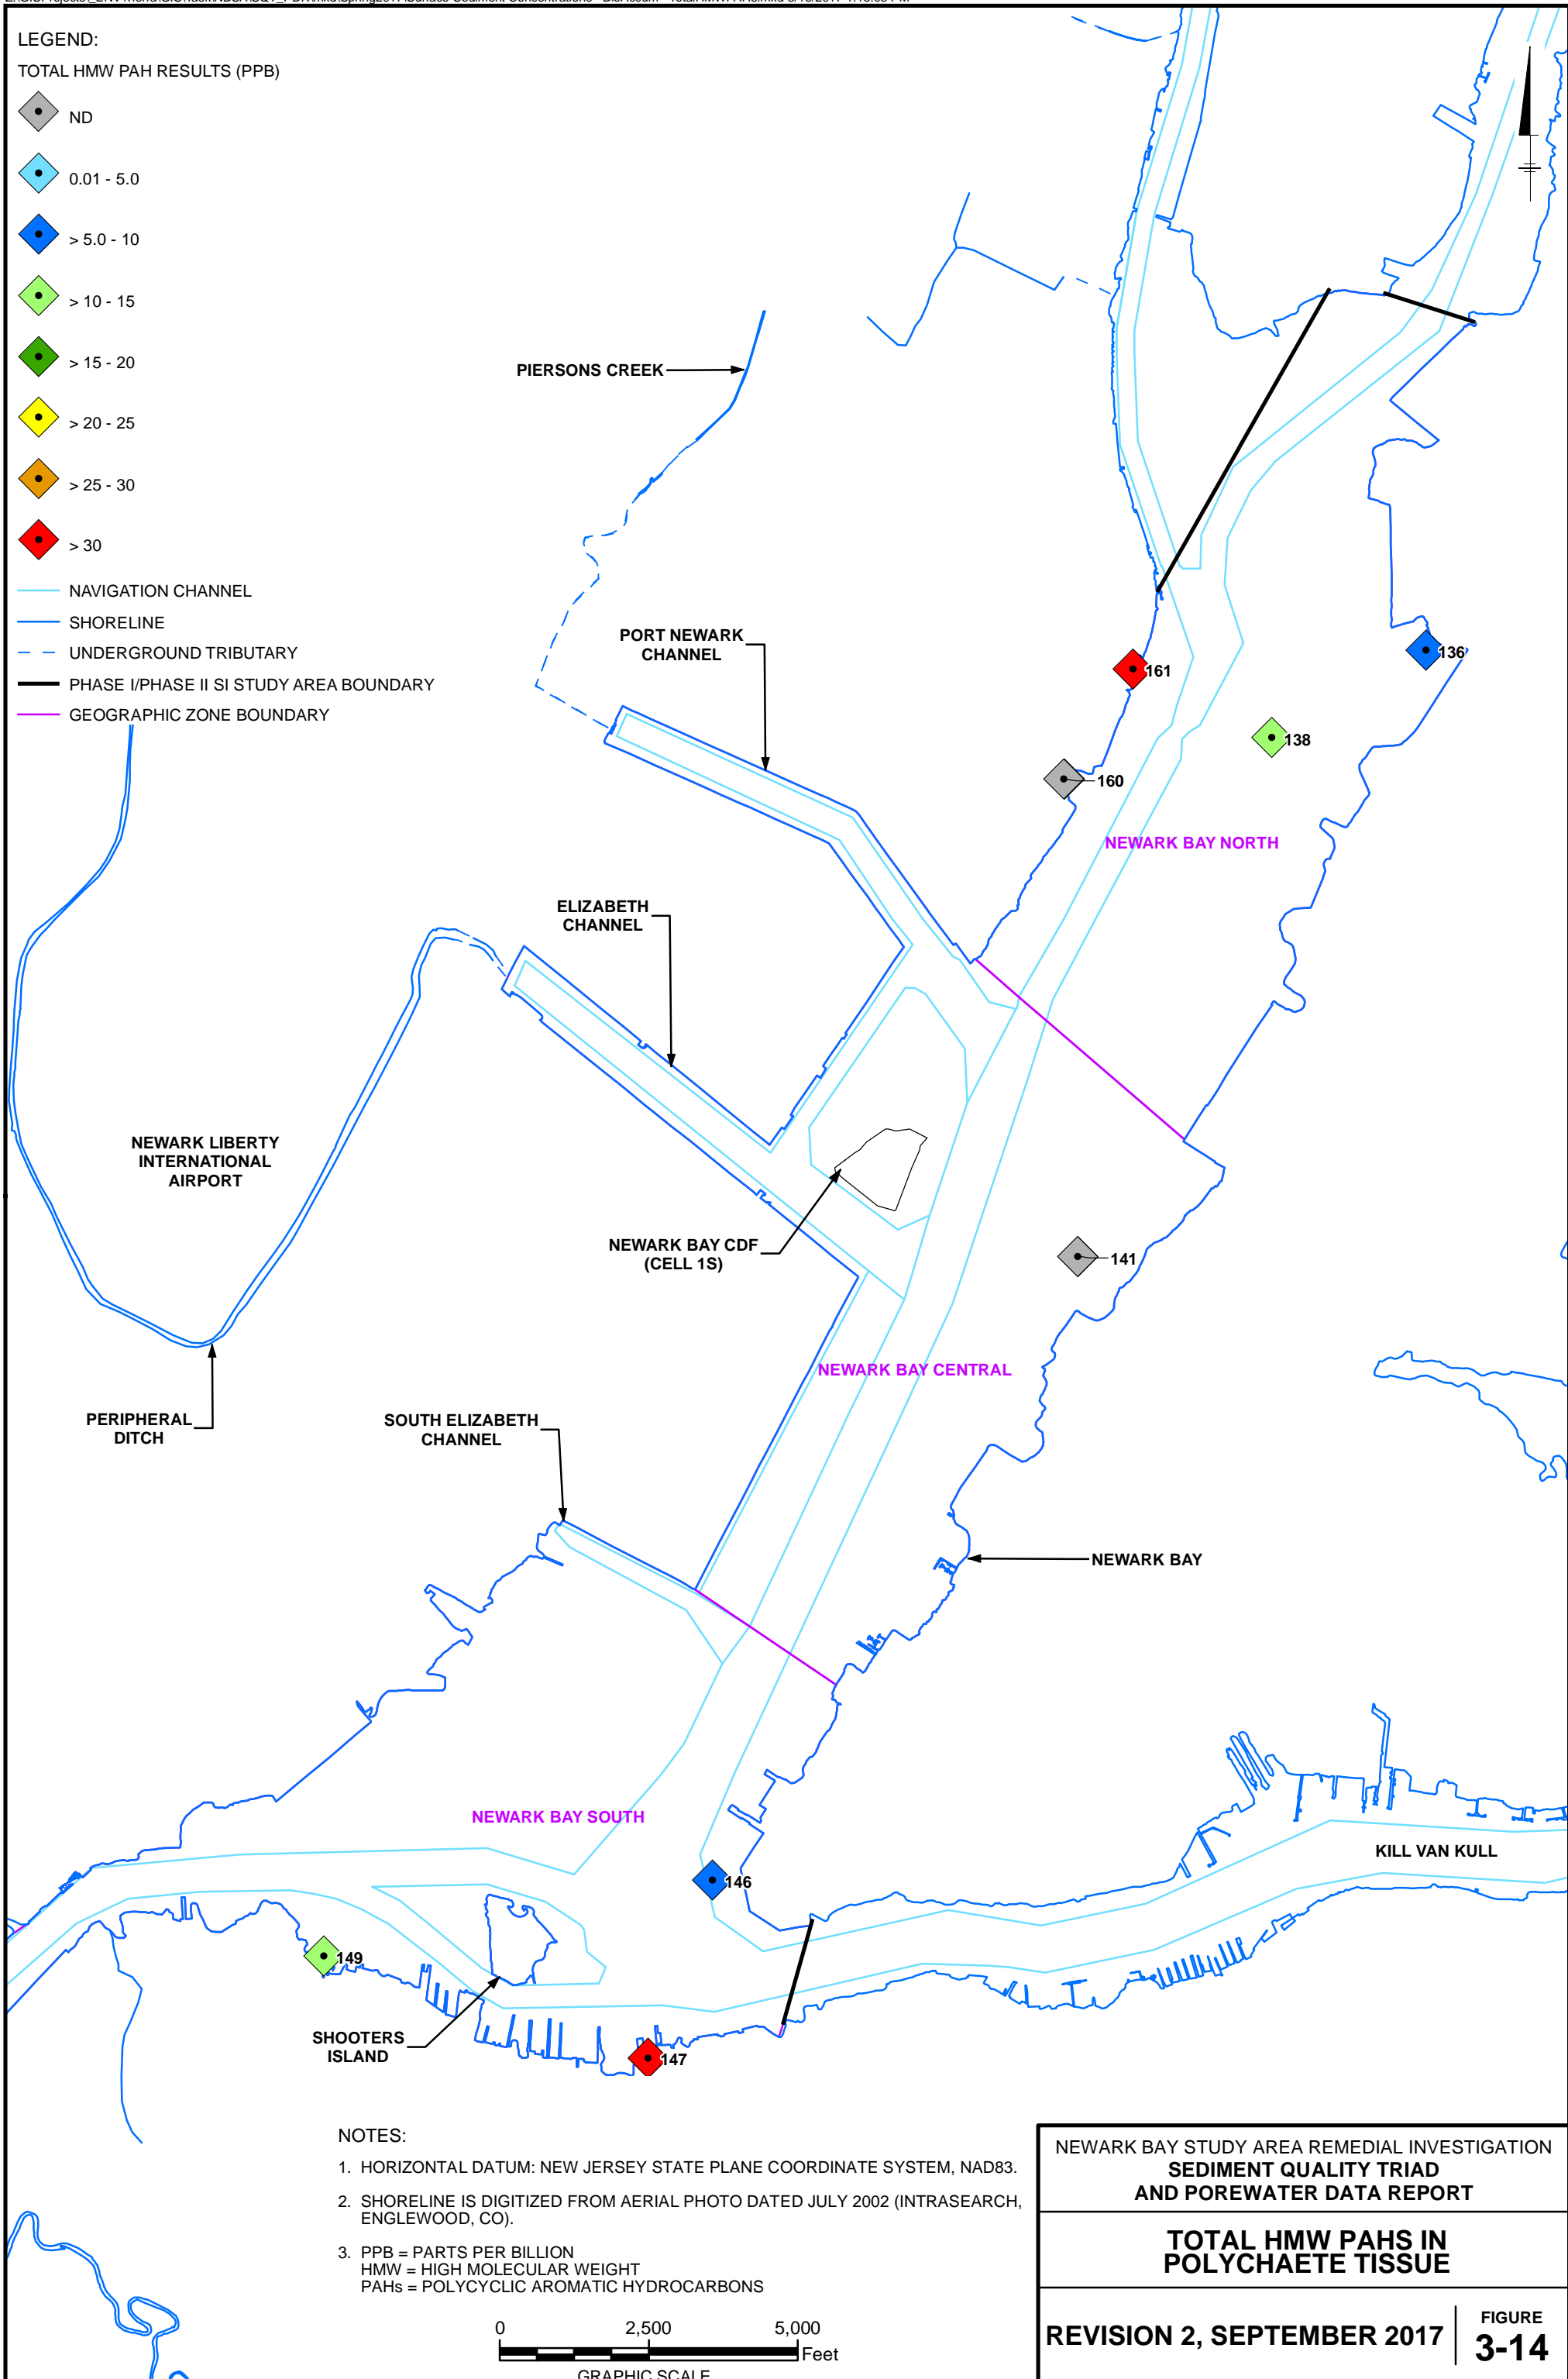 LEGEND:
TOTAL HMW PAH RESULTS (PPB)
ND
0.01 - 5.0
> 5.0 - 10
> 10 - 15
> 15 - 20
> 20 - 25
> 25 - 30
> 30
NAVIGATION CHANNEL
SHORELINE
UNDERGROUND TRIBUTARY
PHASE I/PHASE II SI STUDY AREA BOUNDARY
GEOGRAPHIC ZONE BOUNDARY
PIERSONS CREEK
PORT NEWARK
CHANNEL
161
136
138
160
NEWARK BAY NORTH
ELIZABETH
CHANNEL
NEWARK LIBERTY
INTERNATIONAL
AIRPORT
NEWARK BAY CDF
(CELL 1S)
141
NEWARK BAY CENTRAL
PERIPHERAL
DITCH
SOUTH ELIZABETH
CHANNEL
NEWARK BAY
NEWARK BAY SOUTH
KILL VAN KULL
146
149
SHOOTERS
ISLAND
147
NOTES:
1. HORIZONTAL DATUM: NEW JERSEY STATE PLANE COORDINATE SYSTEM, NAD83.
2. SHORELINE IS DIGITIZED FROM AERIAL PHOTO DATED JULY 2002 (INTRASEARCH,
ENGLEWOOD, CO).
3. PPB = PARTS PER BILLION
HMW = HIGH MOLECULAR WEIGHT
PAHs = POLYCYCLIC AROMATIC HYDROCARBONS
0 2,500 5,000
Feet
GRAPHIC SCALE
NEWARK BAY STUDY AREA REMEDIAL INVESTIGATION
SEDIMENT QUALITY TRIAD
AND POREWATER DATA REPORT
TOTAL HMW PAHS IN
POLYCHAETE TISSUE
REVISION 2, SEPTEMBER 2017
FIGURE
3-14